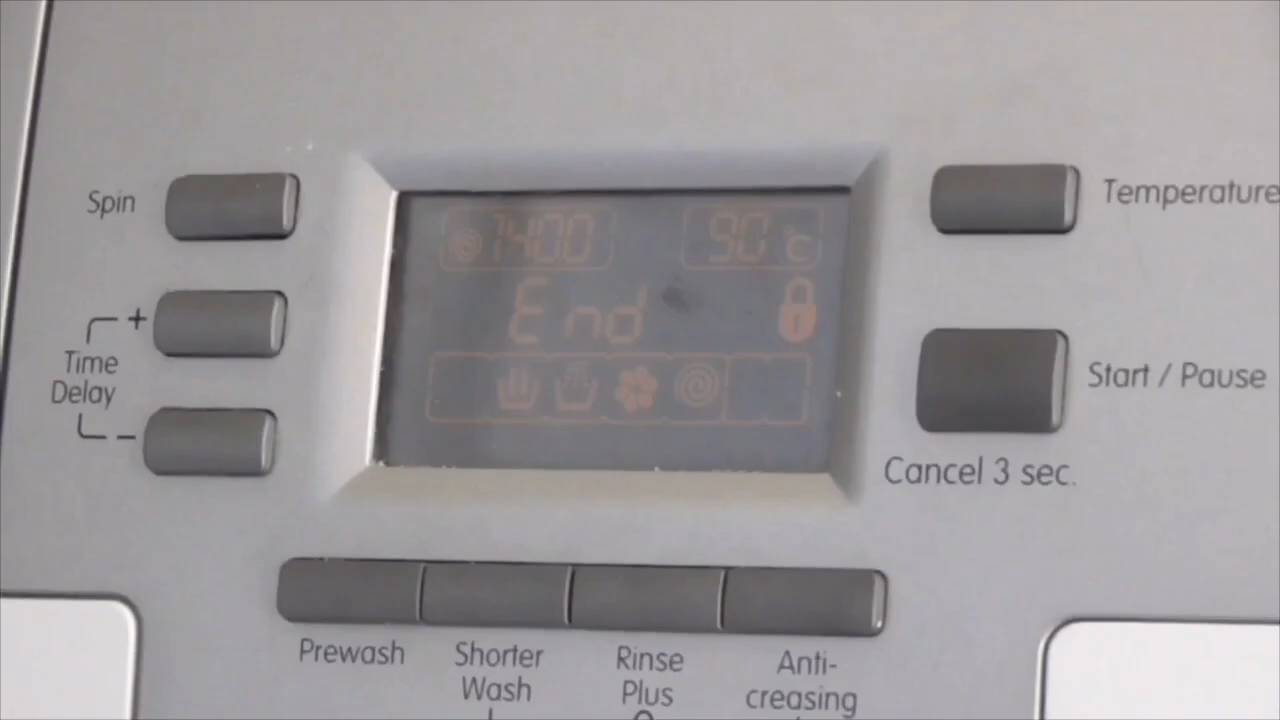 Spin
+
Time
Delay
−
1400
90 °c
End
Temperature
Start / Pause
Cancel 3 sec.
Prewash
Shorter
Wash
Rinse
Plus
Anti-
creasing